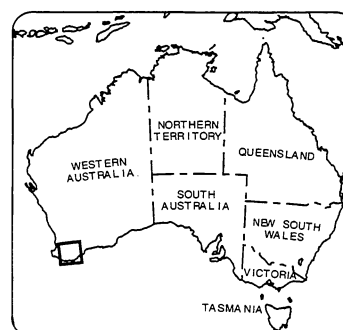 NORTHERN
TERRITORY
QUEENSLAND
WESTERN
AUSTRALIA
SOUTH
AUSTRALIA
NEW SOUTH
WALES
VICTORIA
TASMANIA